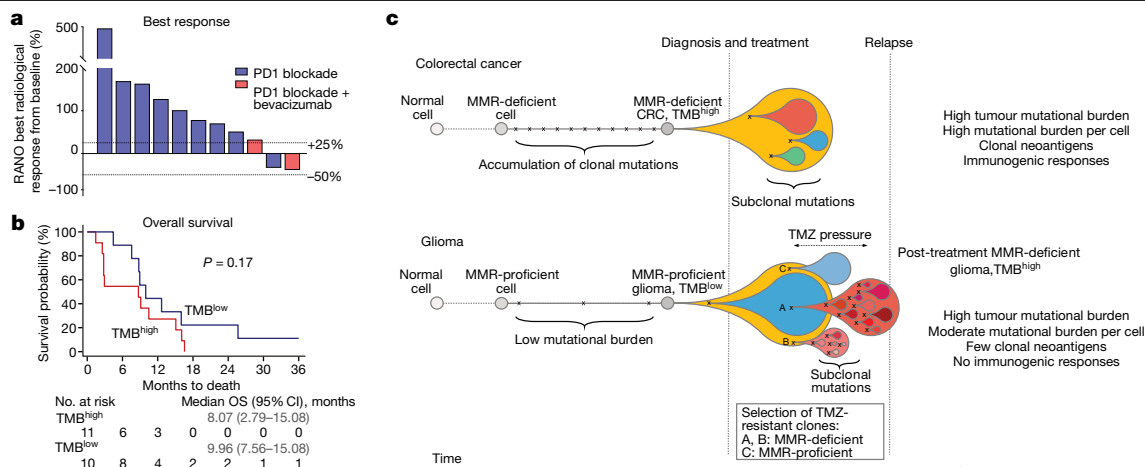 a
Best response
RANO best radiological
response from baseline (%)
500
200
100
0
−100
PD1 blockade
PD1 blockade +
bevacizumab
+25%
−50%
b
Overall survival
Survival probability (%)
100
80
60
40
20
0
P = 0.17
TMBlow
TMBhigh
0 6 12 18 24 30 36
Months to death
No. at risk
Median OS (95% CI), months
TMBhigh
8.07 (2.79–15.08)
11 6 3 0 0 0 0
TMBlow
9.96 (7.56–15.08)
10 8 4 2 2 1 1
c
Diagnosis and treatment
Relapse
Colorectal cancer
Normal
cell
MMR-deficient
cell
MMR-deficient
CRC, TMBhigh
x x x x x x x x x x x
Accumulation of clonal mutations
x
x
x
Subclonal mutations
High tumour mutational burden
High mutational burden per cell
Clonal neoantigens
Immunogenic responses
Glioma
Normal
cell
MMR-proficient
cell
MMR-proficient
glioma, TMBlow
x x x
Low mutational burden
TMZ pressure
C x
A x
B x
Subclonal
mutations
Post-treatment MMR-deficient
glioma,TMBhigh
High tumour mutational burden
Moderate mutational burden per cell
Few clonal neoantigens
No immunogenic responses
Selection of TMZ-
resistant clones:
A, B: MMR-deficient
C: MMR-proficient
Time